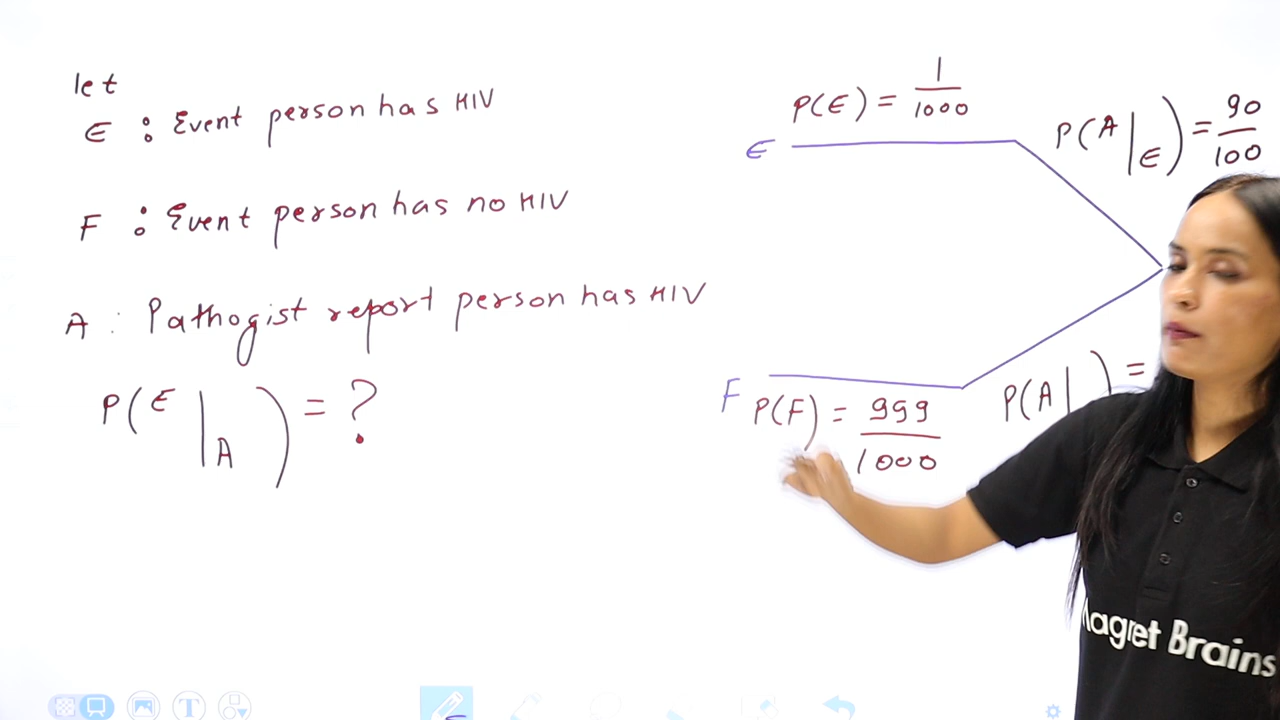 let
E : Event person has HIV
F : Event person has no HIV
A : Pathogist report person has HIV
P(E|A) = ?
P(E) = 1/1000
E
P(A|E) = 90/100
F P(F) = 999/1000
P(A| ) =
agret Brains
T